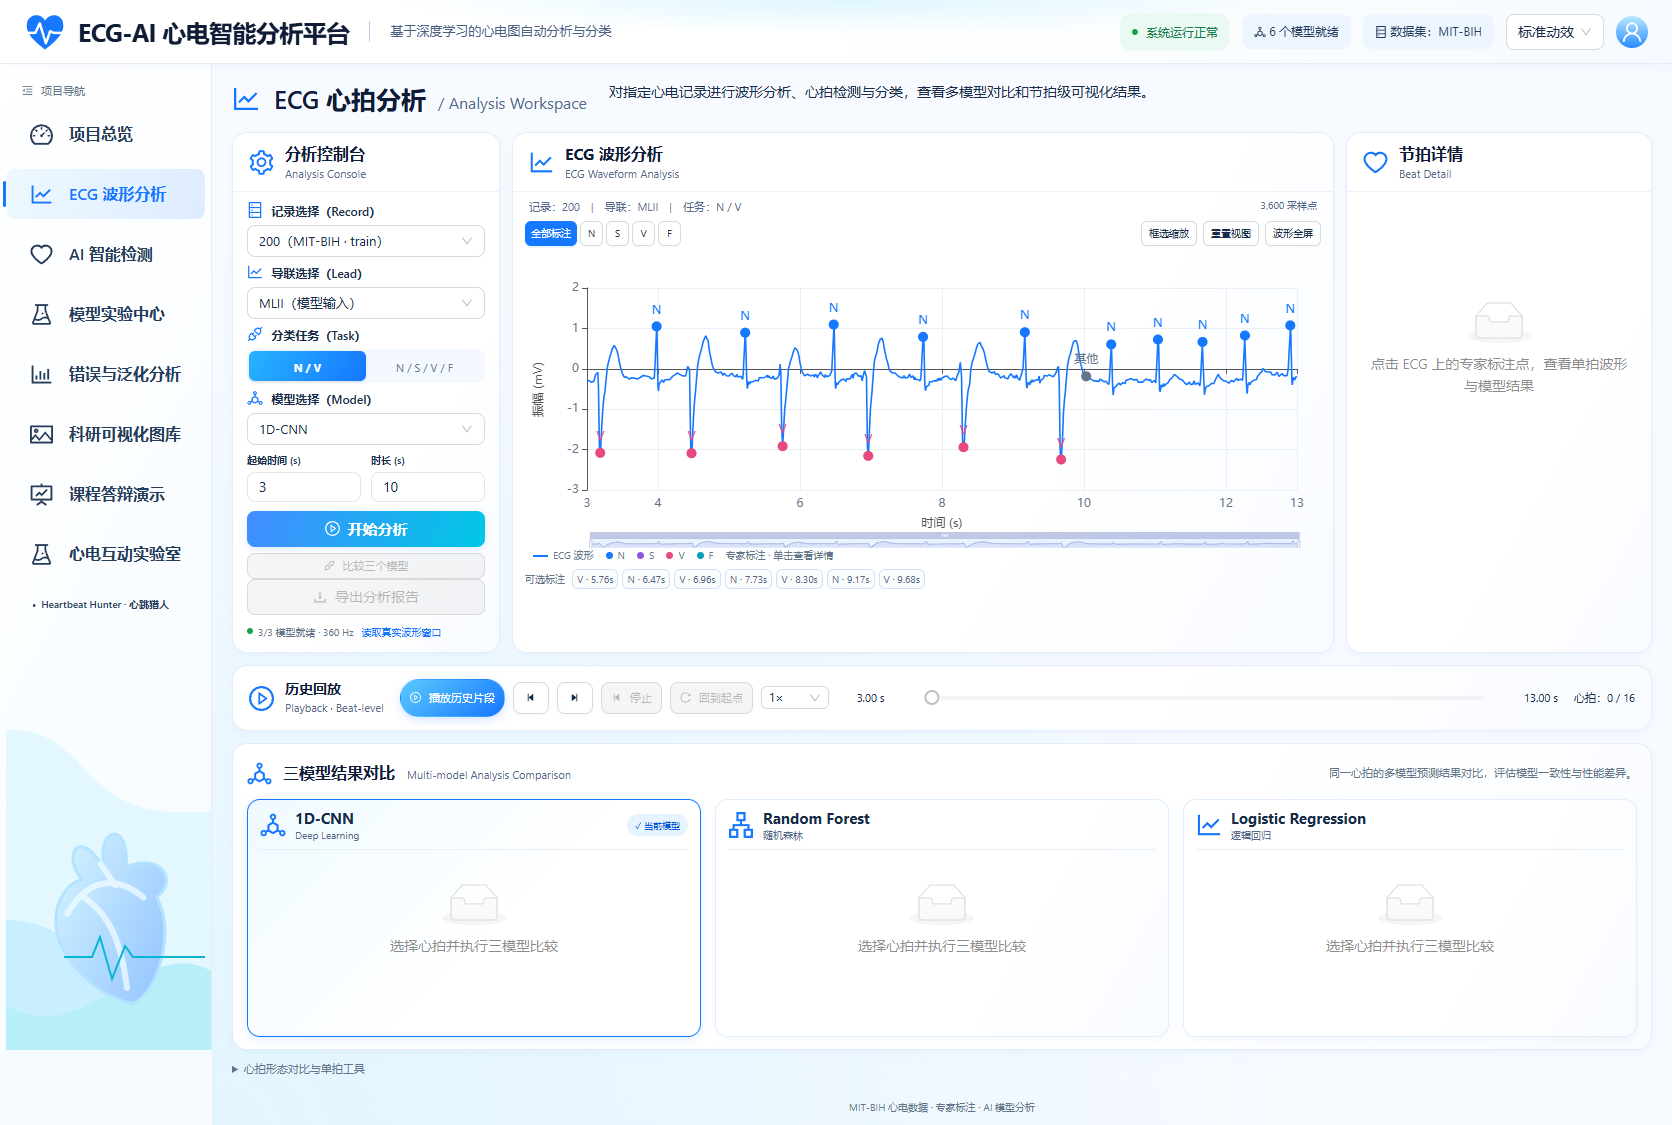 ECG-AI 心电智能分析平台
基于深度学习的心电图自动分析与分类
系统运行正常
6 个模型就绪
数据集：MIT-BIH
标准动效
项目导航
项目总览
ECG 波形分析
AI 智能检测
模型实验中心
错误与泛化分析
科研可视化图库
课程答辩演示
心电互动实验室
• Heartbeat Hunter · 心跳猎人
ECG 心拍分析 / Analysis Workspace
对指定心电记录进行波形分析、心拍检测与分类，查看多模型对比和节拍级可视化结果。
分析控制台
Analysis Console
记录选择（Record）
200（MIT-BIH · train）
导联选择（Lead）
MLII（模型输入）
分类任务（Task）
N / V
N / S / V / F
模型选择（Model）
1D-CNN
起始时间 (s)
时长 (s)
3
10
开始分析
比较三个模型
导出分析报告
3/3 模型就绪 · 360 Hz 读取真实波形窗口
ECG 波形分析
ECG Waveform Analysis
记录：200 | 导联：MLII | 任务：N / V
3,600 采样点
全部标注
N
S
V
F
框选缩放
重置视图
波形全屏
振幅 (mV)
2
1
0
-1
-2
-3
N
N
N
N
N
N
N
N
N
N
其他
V
V
V
V
V
V
3
4
6
8
10
12
13
时间 (s)
ECG 波形
N
S
V
F
专家标注 · 单击查看详情
可选标注
V · 5.76s
N · 6.47s
V · 6.96s
N · 7.73s
V · 8.30s
N · 9.17s
V · 9.68s
节拍详情
Beat Detail
点击 ECG 上的专家标注点，查看单拍波形
与模型结果
历史回放
Playback · Beat-level
播放历史片段
停止
回到起点
1×
3.00 s
13.00 s
心拍：0 / 16
三模型结果对比 Multi-model Analysis Comparison
同一心拍的多模型预测结果对比，评估模型一致性与性能差异。
1D-CNN
Deep Learning
✓ 当前模型
选择心拍并执行三模型比较
Random Forest
随机森林
选择心拍并执行三模型比较
Logistic Regression
逻辑回归
选择心拍并执行三模型比较
心拍形态对比与单拍工具
MIT-BIH 心电数据 · 专家标注 · AI 模型分析